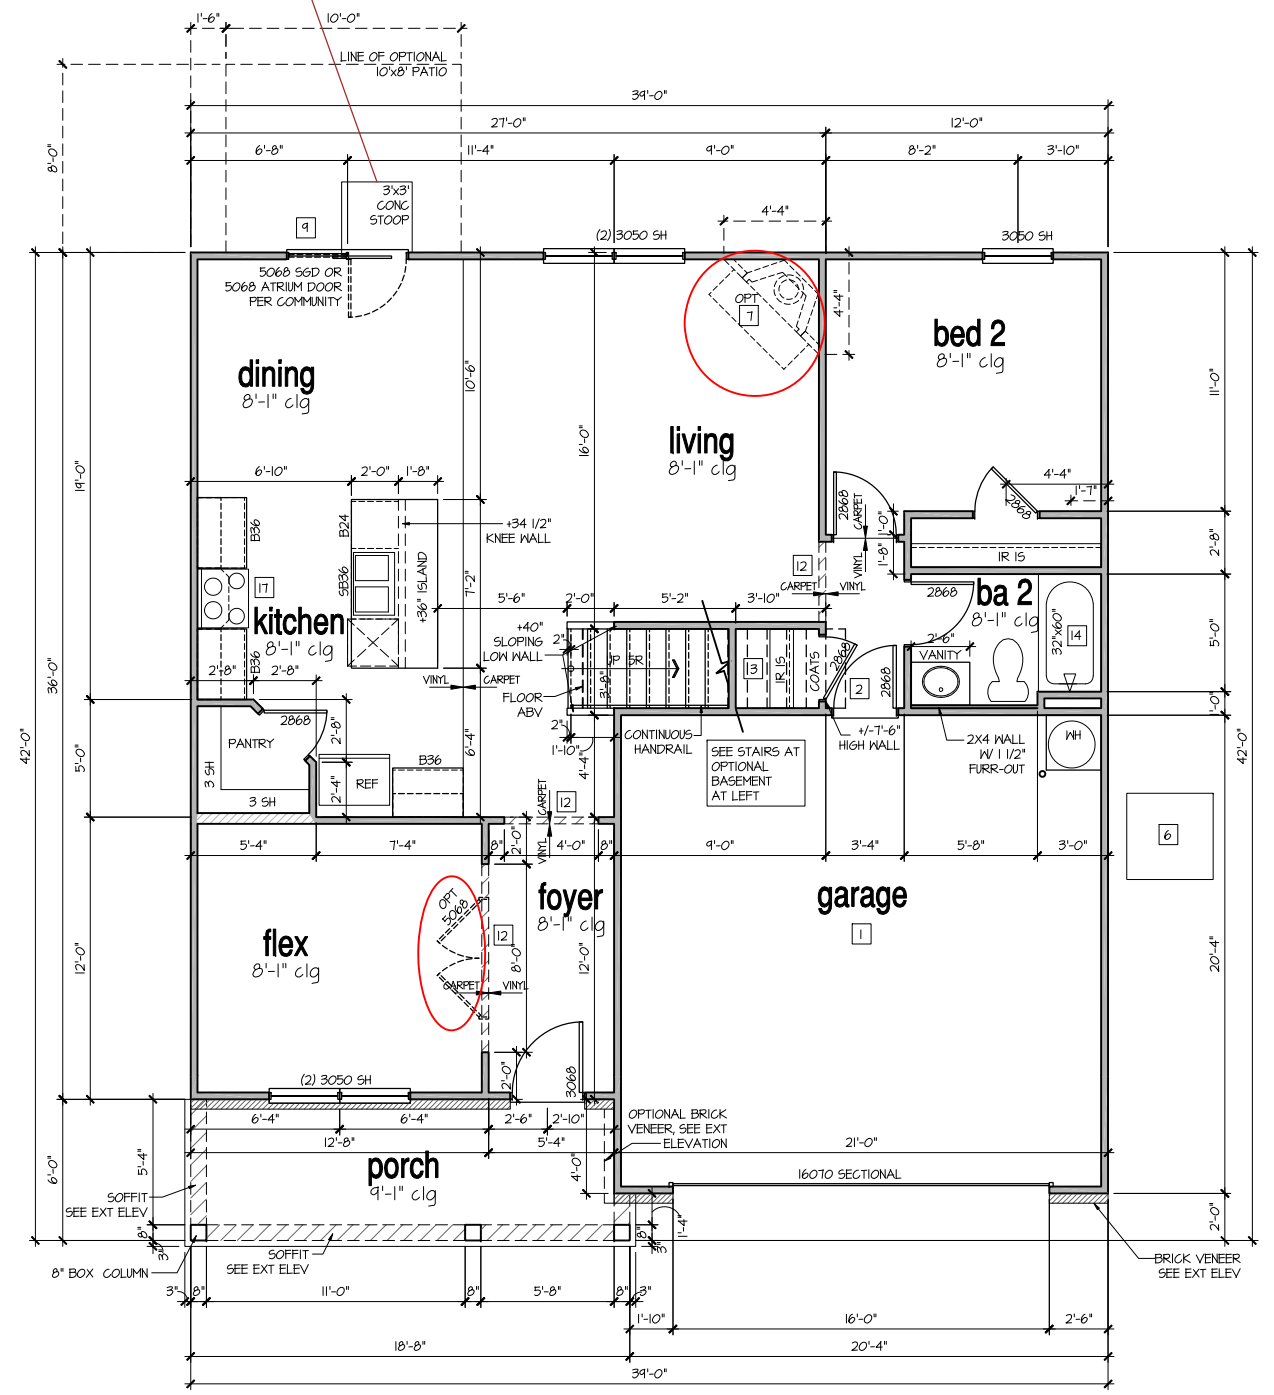 1'-6"
10'-0"
LINE OF OPTIONAL
10'x8' PATIO
39'-0"
27'-0"
12'-0"
8'-0"
6'-8"
11'-4"
9'-0"
8'-2"
3'-10"
3'x3'
CONC
STOOP
9
4'-4"
(2) 3050 SH
3050 SH
5068 SGD OR
5068 ATRIUM DOOR
PER COMMUNITY
OPT
7
4'-4"
bed 2
8'-1" clg
dining
8'-1" clg
10'-6"
11'-0"
living
8'-1" clg
16'-0"
19'-0"
6'-10"
2'-0"
1'-8"
4'-4"
1'-7"
2868
2868
CARPET
1'-0"
B36
B24
+34 1/2"
KNEE WALL
1'-8"
2'-8"
IR IS
VINYL
12
CARPET
VINYL
17
SB36
+36" ISLAND
7'-2"
kitchen
8'-1" clg
5'-6"
2'-0"
5'-2"
3'-10"
2868
ba 2
8'-1" clg
32"x60"
14
5'-0"
+40"
SLOPING
LOW WALL
2"
UP 5R
3'-8"
13
IR IS
COATS
2868
2'-6"
VANITY
36'-0"
B36
2'-8"
2'-8"
VINYL
CARPET
FLOOR
ABV
2
2868
1'-0"
2868
PANTRY
2'-8"
2"
1'-10"
CONTINUOUS
HANDRAIL
+/-7'-6"
HIGH WALL
2X4 WALL
W/ 1 1/2"
FURR-OUT
WH
42'-0"
42'-0"
5'-0"
6'-4"
4'-4"
SEE STAIRS AT
OPTIONAL
BASEMENT
AT LEFT
3 SH
3 SH
REF
2'-4"
B36
CARPET
12
VINYL
6
5'-4"
7'-4"
8"
2'-0"
4'-0"
8"
9'-0"
3'-4"
5'-8"
3'-0"
garage
1
foyer
8'-1" clg
OPT
5068
12
flex
8'-1" clg
12'-0"
8'-0"
12'-0"
20'-4"
CARPET
VINYL
(2) 3050 SH
2'-0"
3068
6'-4"
6'-4"
2'-6"
2'-10"
OPTIONAL BRICK
VENEER, SEE EXT
ELEVATION
12'-8"
5'-4"
21'-0"
porch
9'-1" clg
5'-4"
6'-0"
4'-0"
16070 SECTIONAL
SOFFIT
SEE EXT ELEV
8"
3"
8"
3"
1'-4"
2'-0"
SOFFIT
SEE EXT ELEV
8" BOX COLUMN
BRICK VENEER
SEE EXT ELEV
3"
8"
11'-0"
8"
5'-8"
8"
3"
1'-10"
16'-0"
2'-6"
18'-8"
20'-4"
39'-0"